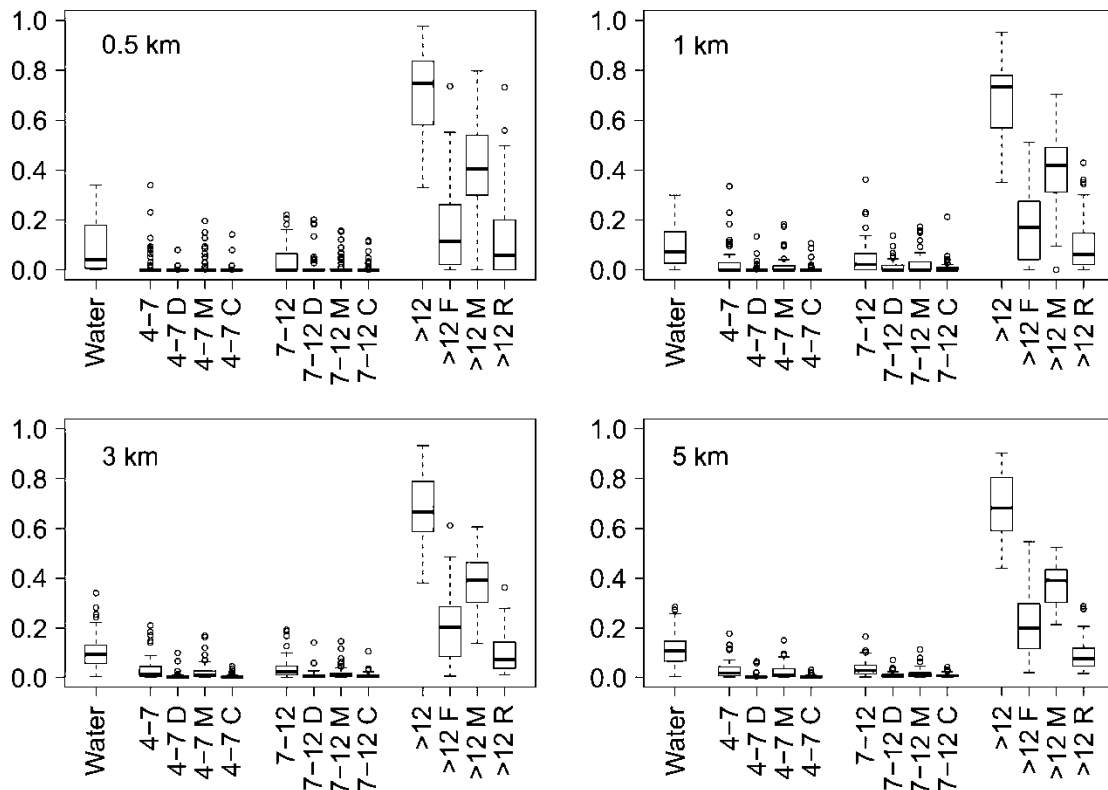 0.5 km
1.0
0.8
0.6
0.4
0.2
0.0
Water
4-7
4-7 D
4-7 M
4-7 C
7-12
7-12 D
7-12 M
7-12 C
>12
>12 F
>12 M
>12 R
1 km
1.0
0.8
0.6
0.4
0.2
0.0
Water
4-7
4-7 D
4-7 M
4-7 C
7-12
7-12 D
7-12 M
7-12 C
>12
>12 F
>12 M
>12 R
3 km
1.0
0.8
0.6
0.4
0.2
0.0
Water
4-7
4-7 D
4-7 M
4-7 C
7-12
7-12 D
7-12 M
7-12 C
>12
>12 F
>12 M
>12 R
5 km
1.0
0.8
0.6
0.4
0.2
0.0
Water
4-7
4-7 D
4-7 M
4-7 C
7-12
7-12 D
7-12 M
7-12 C
>12
>12 F
>12 M
>12 R